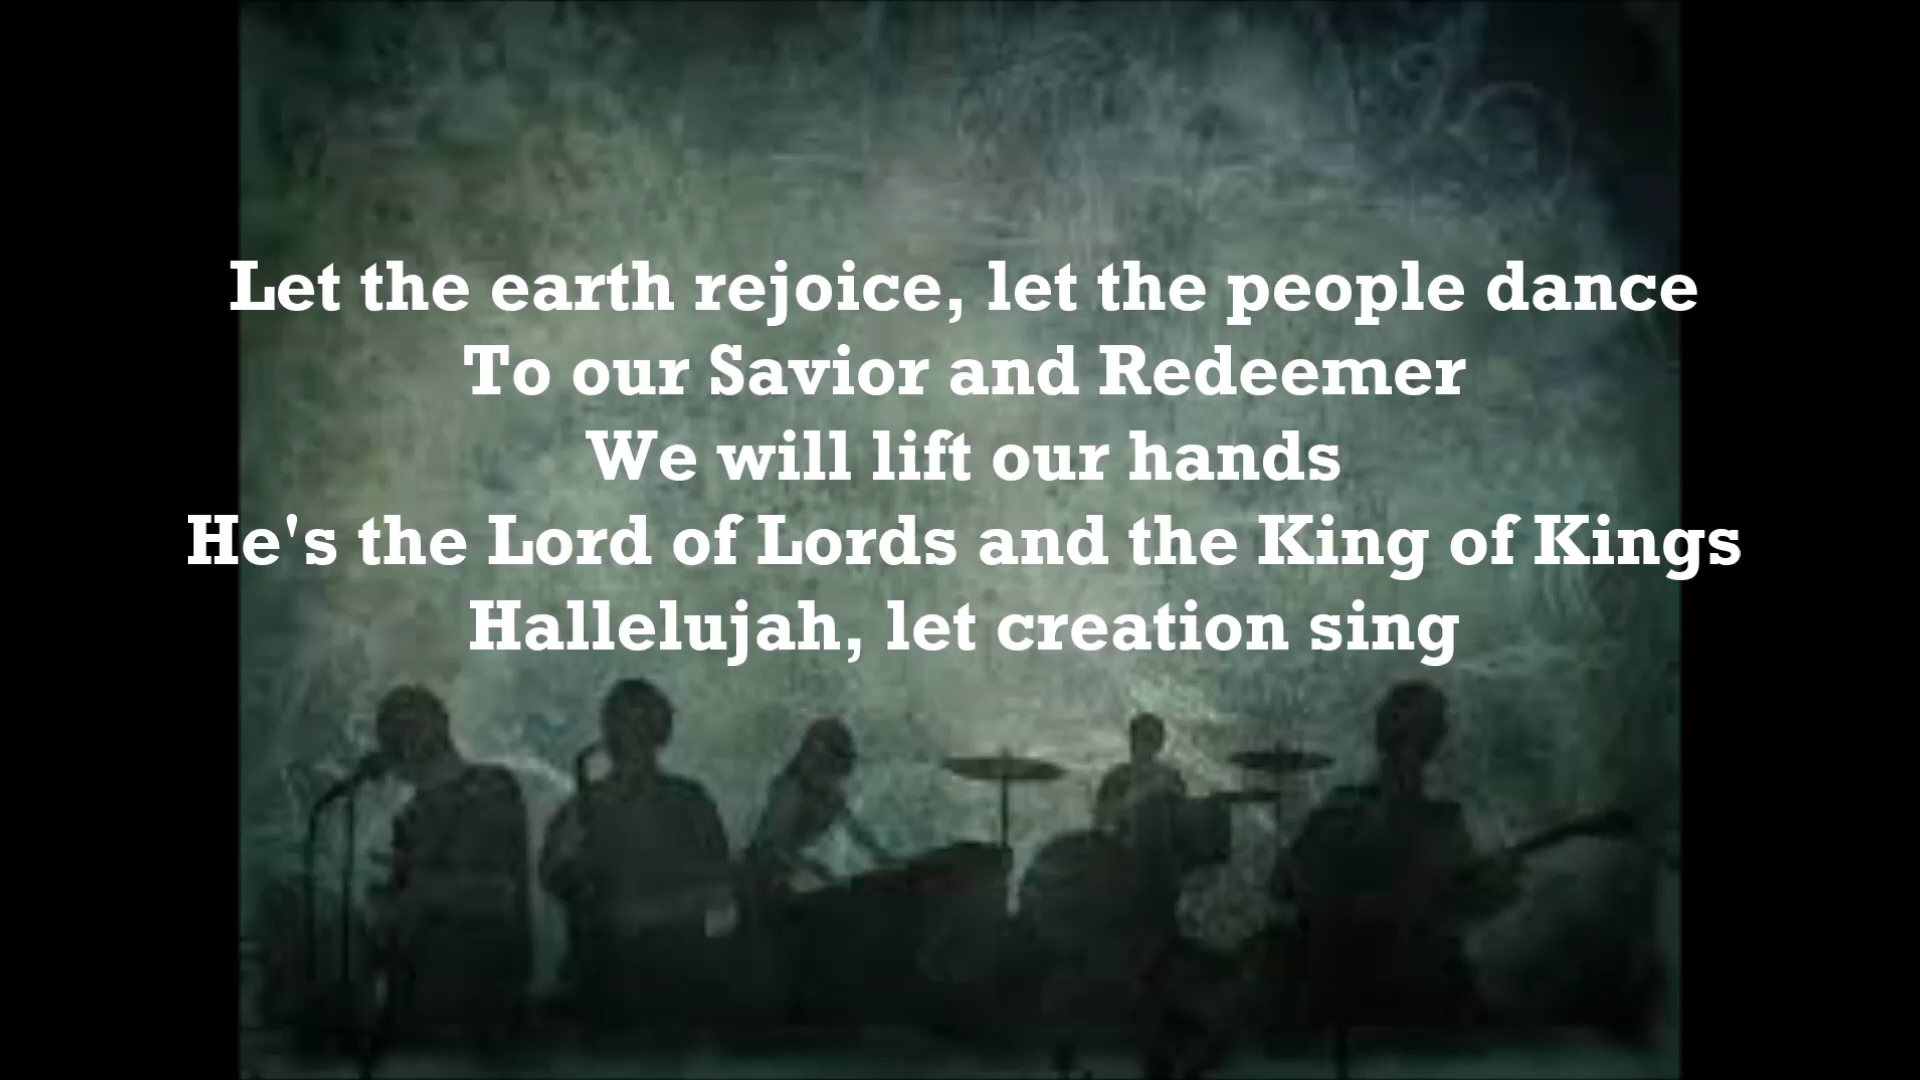 Let the earth rejoice, let the people dance
To our Savior and Redeemer
We will lift our hands
He's the Lord of Lords and the King of Kings
Hallelujah, let creation sing